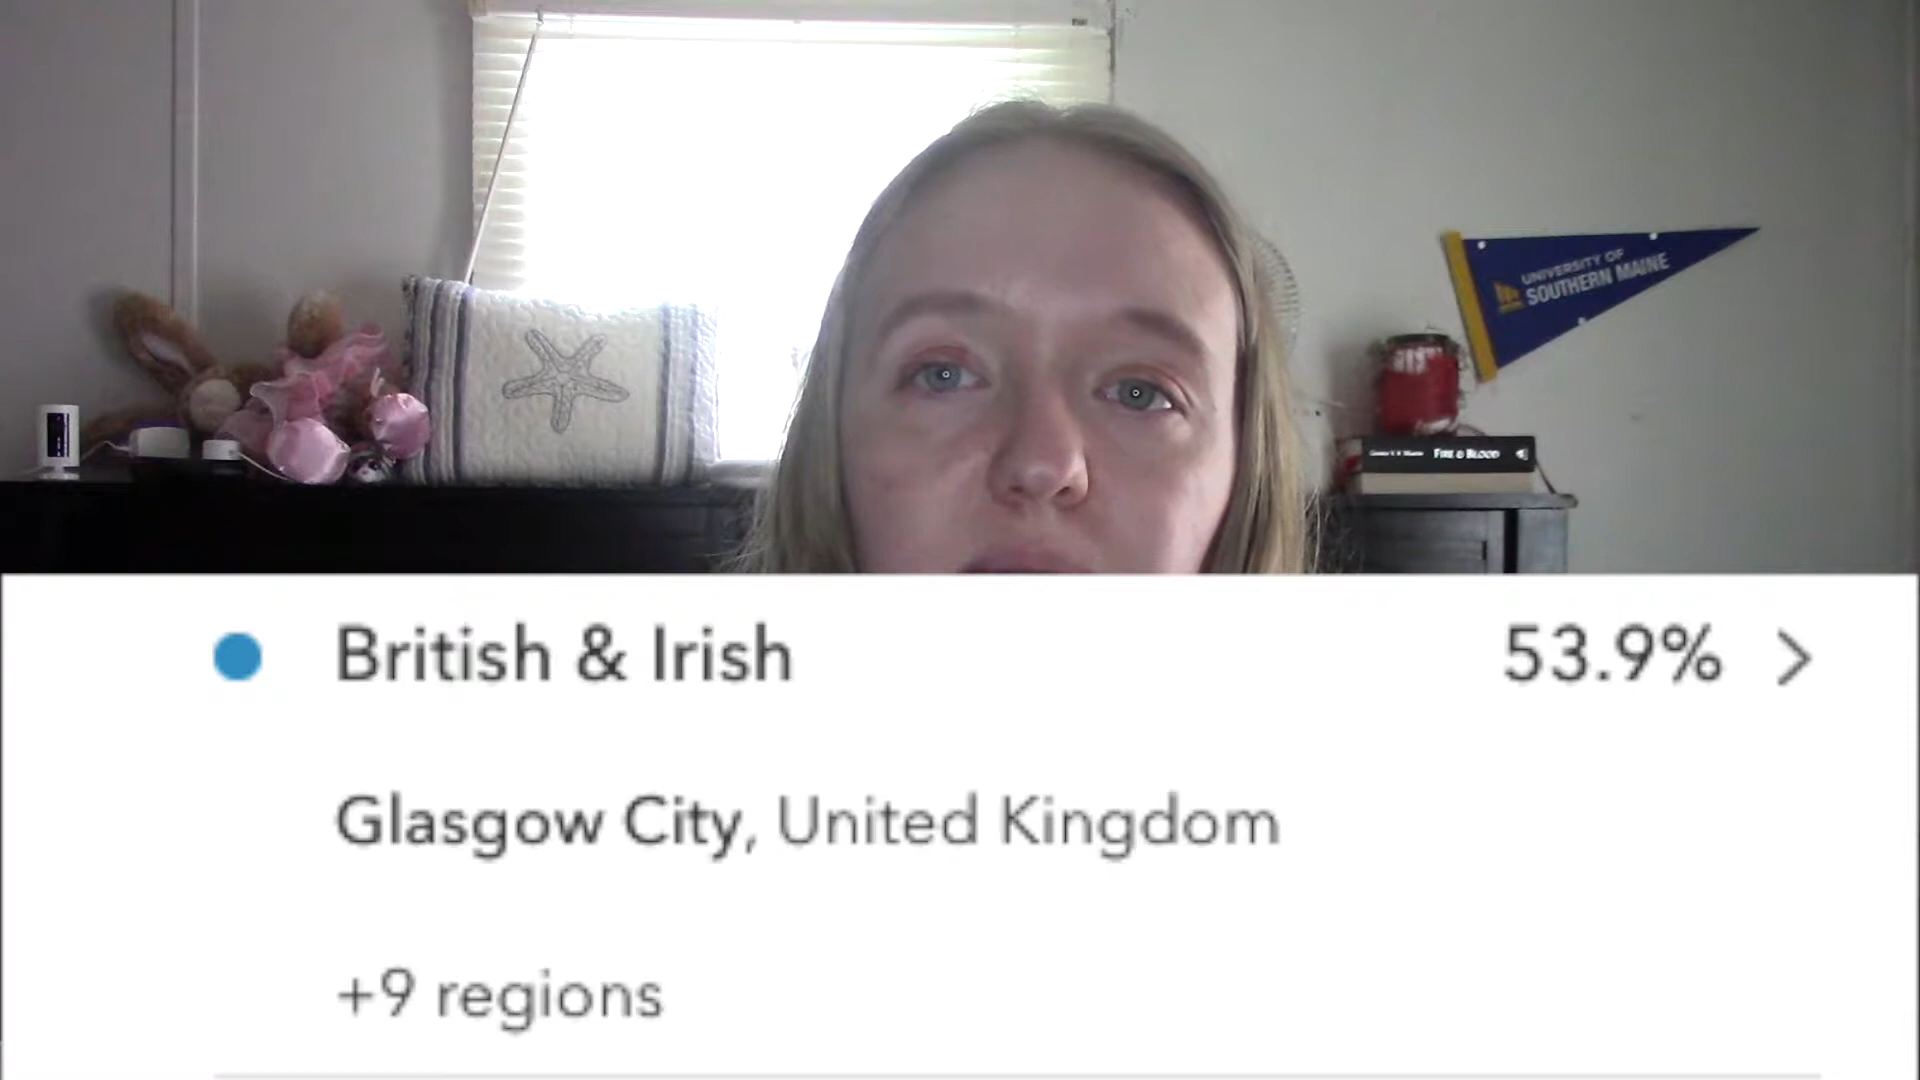 UNIVERSITY OF
SOUTHERN MAINE
FIRE & BLOOD
British & Irish 53.9% >
Glasgow City, United Kingdom
+9 regions